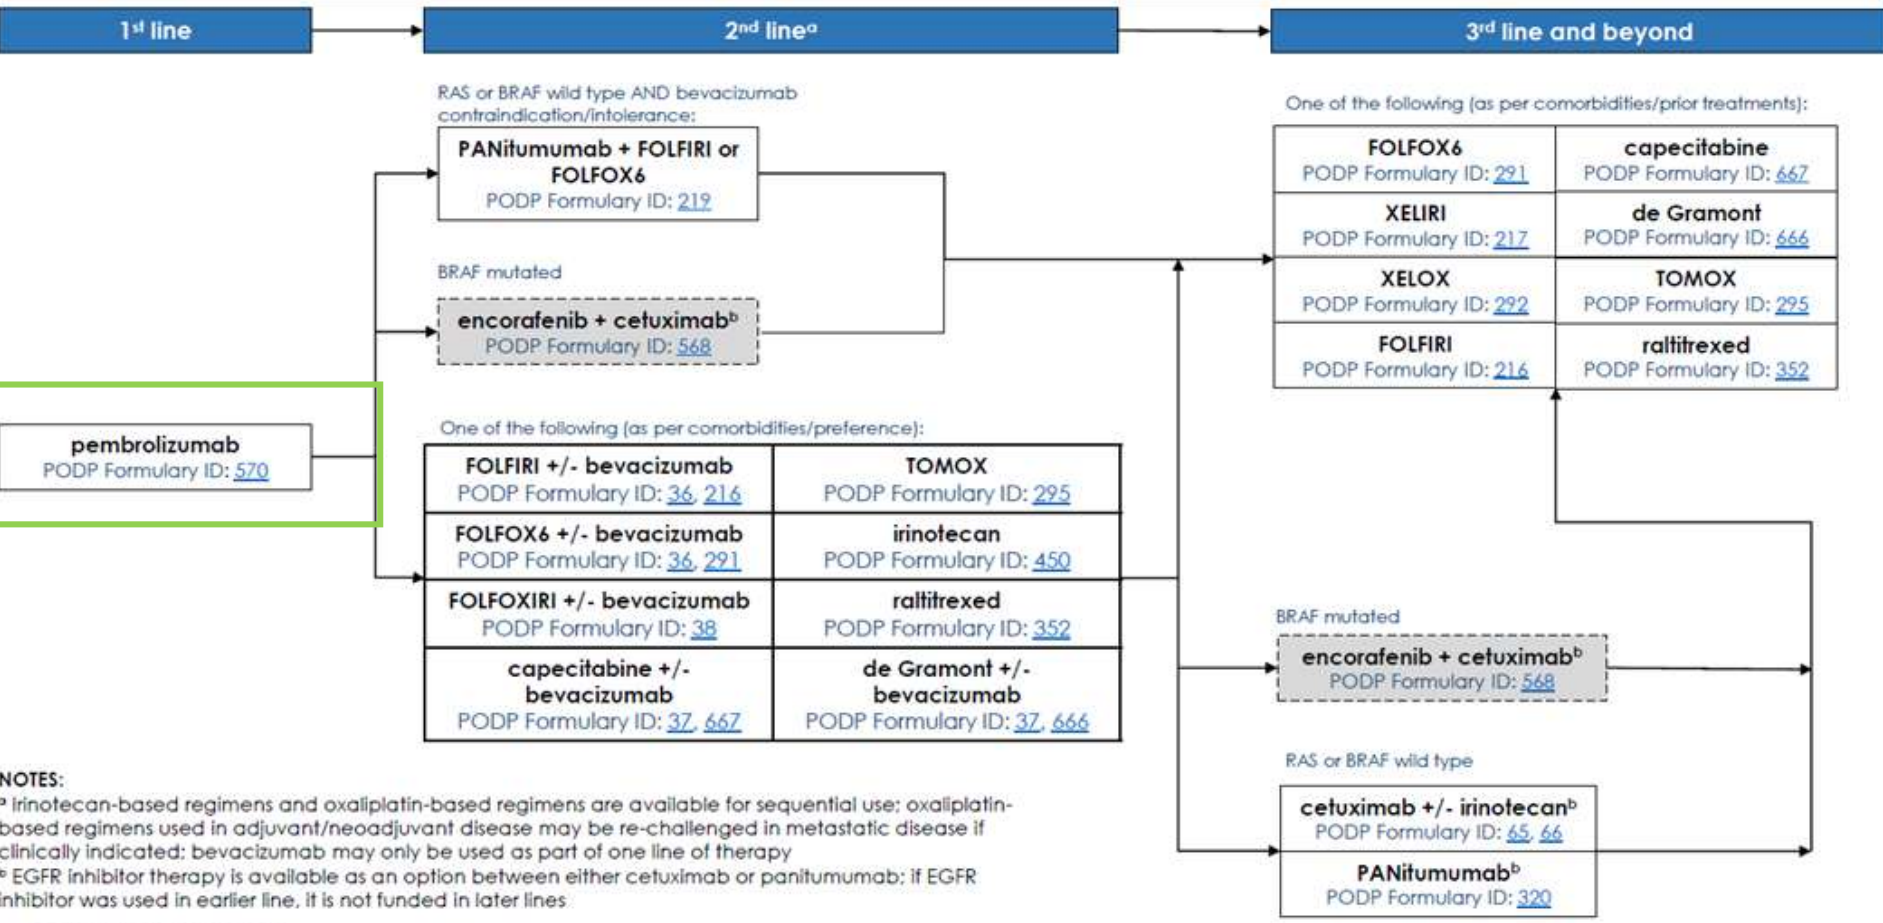 1st line
2nd lineª
3rd line and beyond
RAS or BRAF wild type AND bevacizumab
contraindication/intolerance:
PANitumumab + FOLFIRI or
FOLFOX6
PODP Formulary ID: 219
BRAF mutated
encorafenib + cetuximabᵇ
PODP Formulary ID: 568
pembrolizumab
PODP Formulary ID: 570
One of the following (as per comorbidities/preference):
FOLFIRI +/- bevacizumab
PODP Formulary ID: 36, 216
TOMOX
PODP Formulary ID: 295
FOLFOX6 +/- bevacizumab
PODP Formulary ID: 36, 291
irinotecan
PODP Formulary ID: 450
FOLFOXIRI +/- bevacizumab
PODP Formulary ID: 38
raltitrexed
PODP Formulary ID: 352
capecitabine +/-
bevacizumab
PODP Formulary ID: 37, 667
de Gramont +/-
bevacizumab
PODP Formulary ID: 37, 666
One of the following (as per comorbidities/prior treatments):
FOLFOX6
PODP Formulary ID: 291
capecitabine
PODP Formulary ID: 667
XELIRI
PODP Formulary ID: 217
de Gramont
PODP Formulary ID: 666
XELOX
PODP Formulary ID: 292
TOMOX
PODP Formulary ID: 295
FOLFIRI
PODP Formulary ID: 216
raltitrexed
PODP Formulary ID: 352
BRAF mutated
encorafenib + cetuximabᵇ
PODP Formulary ID: 568
RAS or BRAF wild type
cetuximab +/- irinotecanᵇ
PODP Formulary ID: 65, 66
PANitumumabᵇ
PODP Formulary ID: 320
NOTES:
ª Irinotecan-based regimens and oxaliplatin-based regimens are available for sequential use; oxaliplatin-
based regimens used in adjuvant/neoadjuvant disease may be re-challenged in metastatic disease if
clinically indicated; bevacizumab may only be used as part of one line of therapy
ᵇ EGFR inhibitor therapy is available as an option between either cetuximab or panitumumab; if EGFR
inhibitor was used in earlier line, it is not funded in later lines